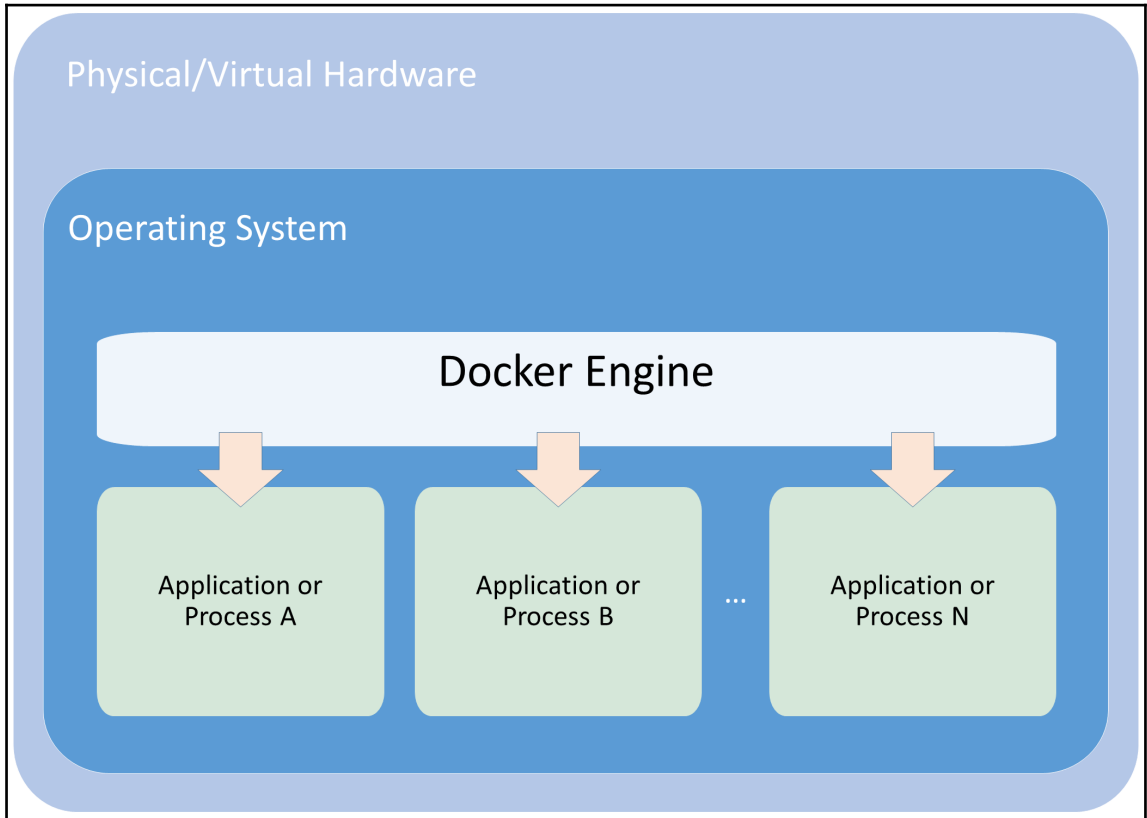 Physical/Virtual Hardware
Operating System
Docker Engine
Application or
Process A
Application or
Process B
...
Application or
Process N